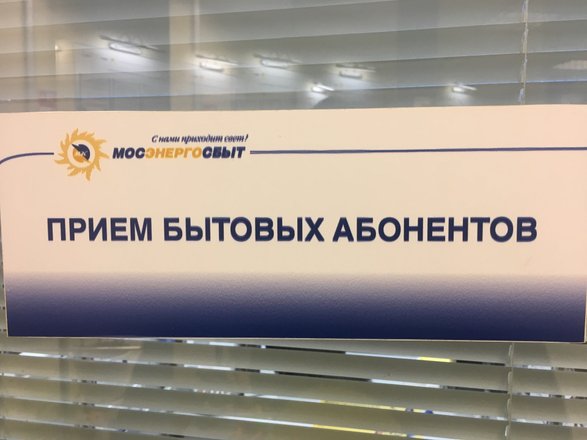 С нами приходит свет!
МОСЭНЕРГОСБЫТ
ПРИЕМ БЫТОВЫХ АБОНЕНТОВ